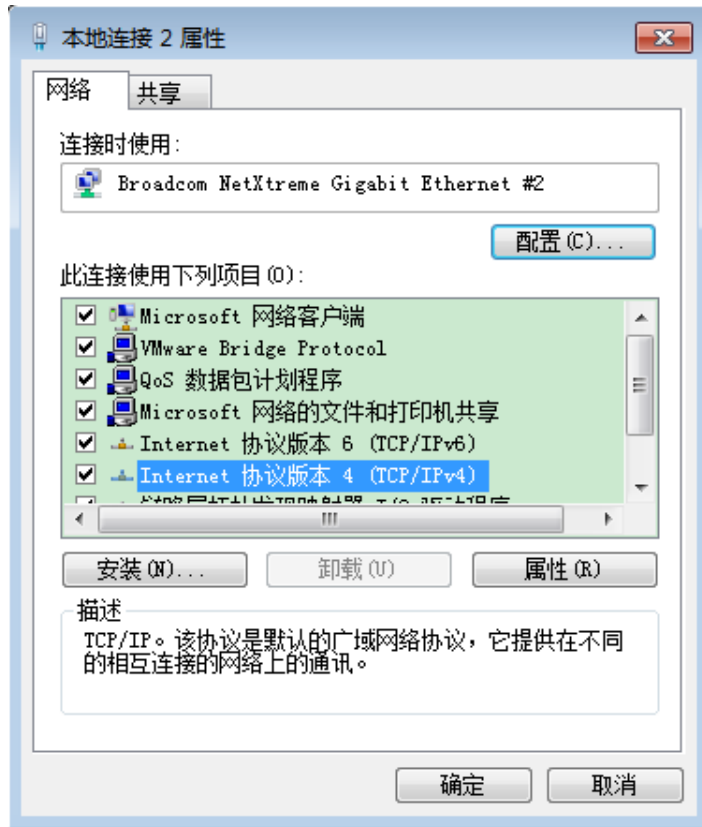 本地连接 2 属性
网络
共享
连接时使用:
Broadcom NetXtreme Gigabit Ethernet #2
配置(C)...
此连接使用下列项目(O):
Microsoft 网络客户端
VMware Bridge Protocol
QoS 数据包计划程序
Microsoft 网络的文件和打印机共享
Internet 协议版本 6 (TCP/IPv6)
Internet 协议版本 4 (TCP/IPv4)
安装(N)...
卸载(U)
属性(R)
描述
TCP/IP。该协议是默认的广域网络协议，它提供在不同
的相互连接的网络上的通讯。
确定
取消